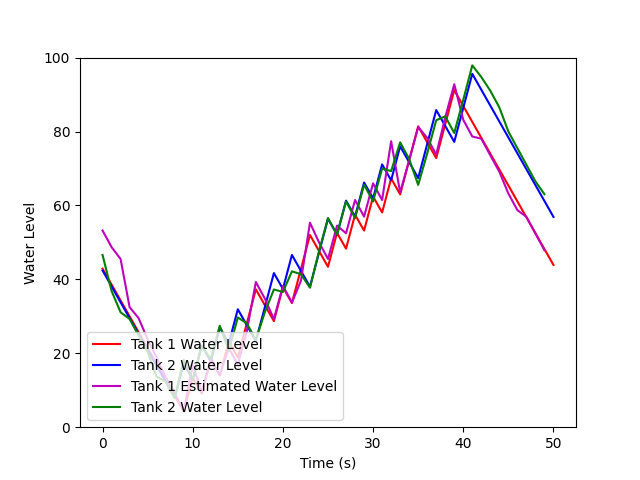 100
80
60
40
20
0
Water Level
Tank 1 Water Level
Tank 2 Water Level
Tank 1 Estimated Water Level
Tank 2 Water Level
0 10 20 30 40 50
Time (s)